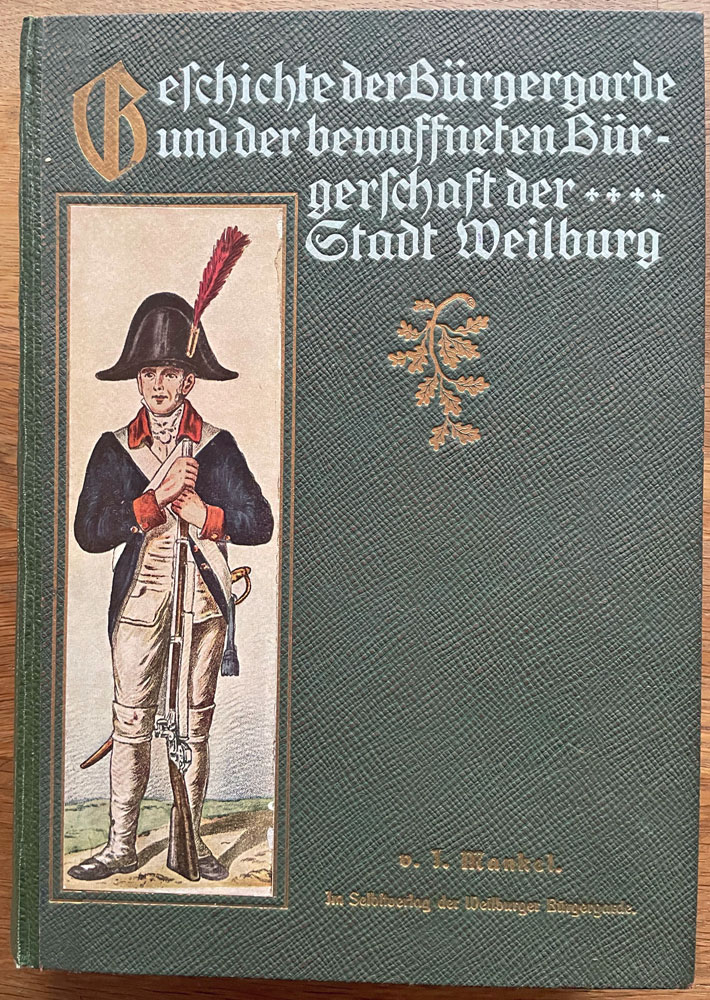 Geſchichte der Bürgergarde
und der bewaffneten Bür-
gerſchaft der
Stadt Weilburg
v. F. Mankel.
Im Selbſtverlag der Weilburger Bürgergarde.